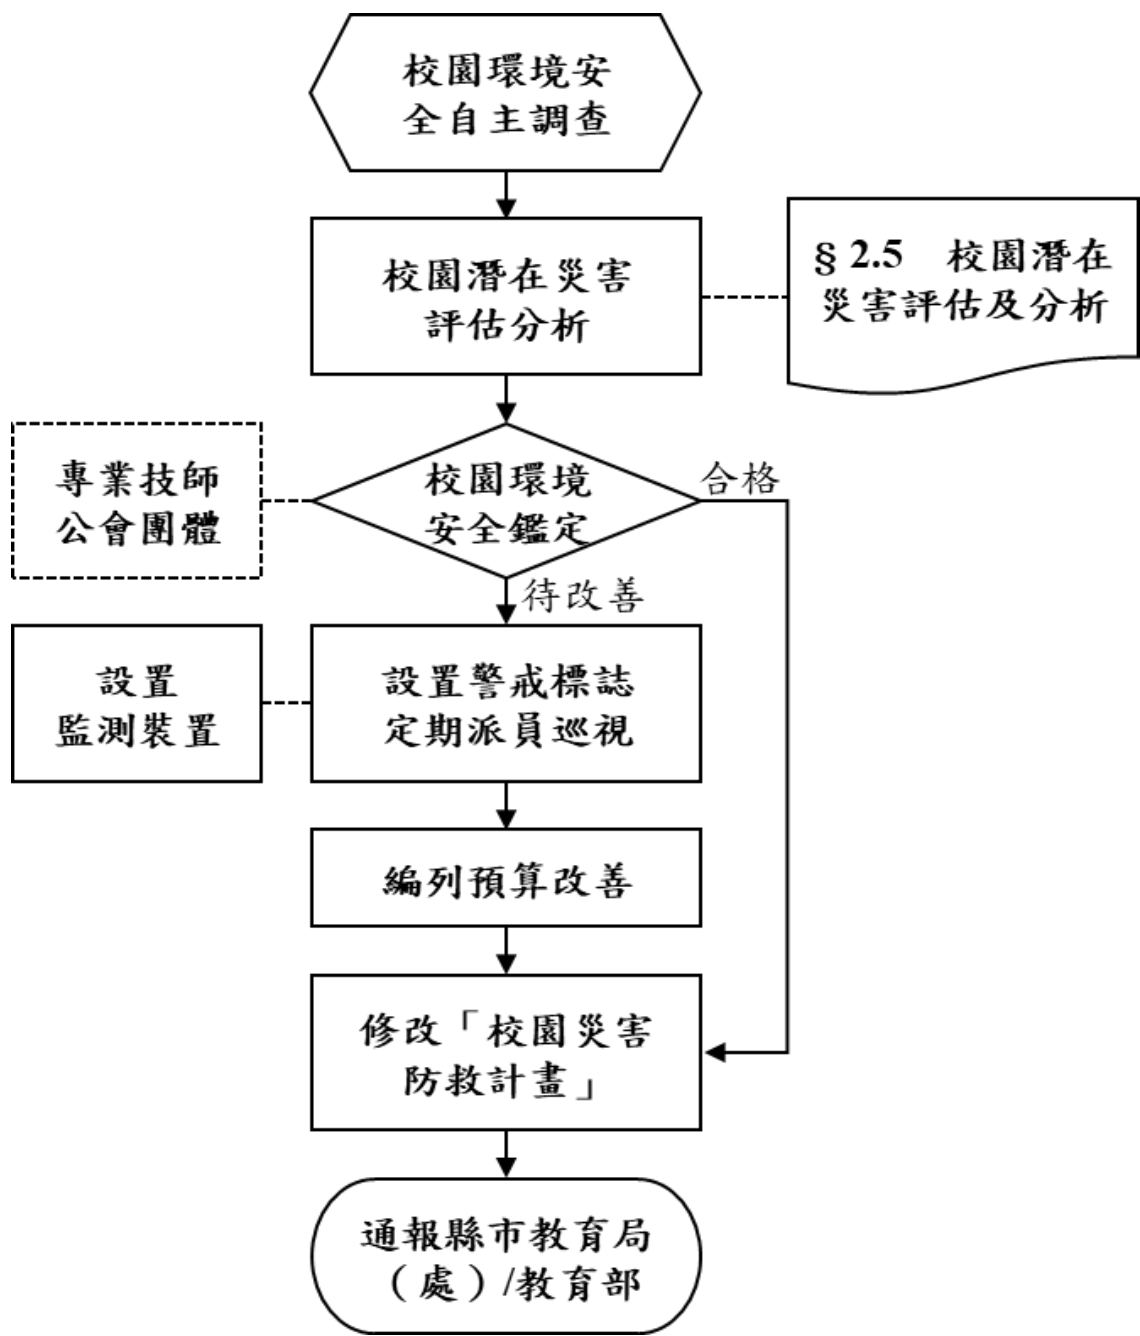 校園環境安
全自主調查
校園潛在災害
評估分析
§ 2.5 校園潛在
災害評估及分析
專業技師
公會團體
校園環境
安全鑑定
合格
待改善
設置
監測裝置
設置警戒標誌
定期派員巡視
編列預算改善
修改「校園災害
防救計畫」
通報縣市教育局
（處）/教育部